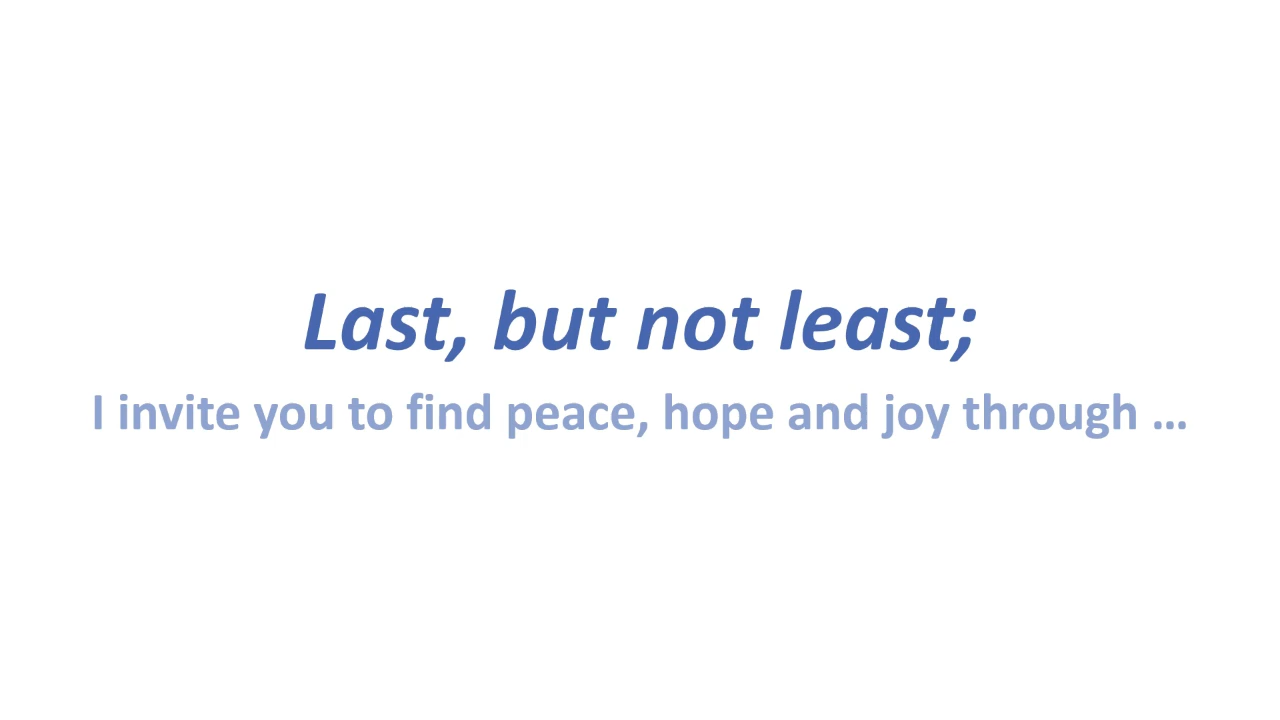 Last, but not least;
I invite you to find peace, hope and joy through …